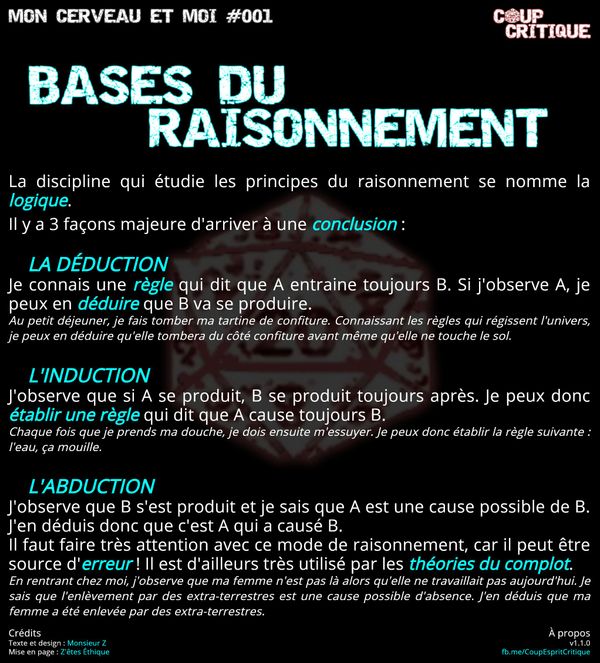 MON CERVEAU ET MOI #001
COUP
CRITIQUE
BASES DU
RAISONNEMENT
La discipline qui étudie les principes du raisonnement se nomme la
logique.
Il y a 3 façons majeure d'arriver à une conclusion :
LA DÉDUCTION
Je connais une règle qui dit que A entraine toujours B. Si j'observe A, je
peux en déduire que B va se produire.
Au petit déjeuner, je fais tomber ma tartine de confiture. Connaissant les règles qui régissent l'univers,
je peux en déduire qu'elle tombera du côté confiture avant même qu'elle ne touche le sol.
L'INDUCTION
J'observe que si A se produit, B se produit toujours après. Je peux donc
établir une règle qui dit que A cause toujours B.
Chaque fois que je prends ma douche, je dois ensuite m'essuyer. Je peux donc établir la règle suivante :
l'eau, ça mouille.
L'ABDUCTION
J'observe que B s'est produit et je sais que A est une cause possible de B.
J'en déduis donc que c'est A qui a causé B.
Il faut faire très attention avec ce mode de raisonnement, car il peut être
source d'erreur ! Il est d'ailleurs très utilisé par les théories du complot.
En rentrant chez moi, j'observe que ma femme n'est pas là alors qu'elle ne travaillait pas aujourd'hui. Je
sais que l'enlèvement par des extra-terrestres est une cause possible d'absence. J'en déduis que ma
femme a été enlevée par des extra-terrestres.
Crédits
Texte et design : Monsieur Z
Mise en page : Z'êtes Éthique
À propos
v1.1.0
fb.me/CoupEspritCritique